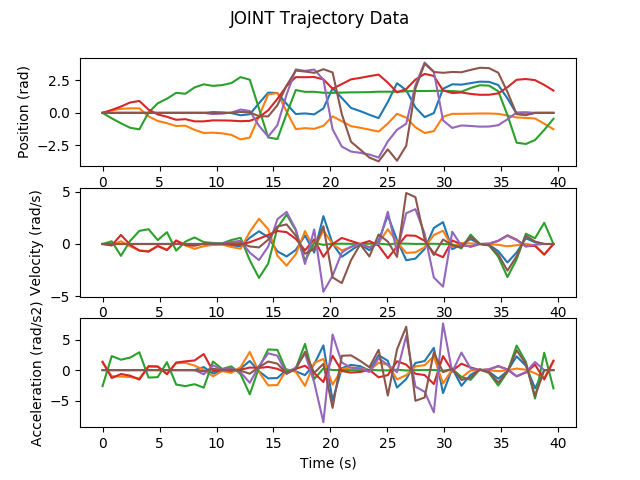 JOINT Trajectory Data
Position (rad)
2.5
0.0
−2.5
0 5 10 15 20 25 30 35 40
Velocity (rad/s)
5
0
−5
0 5 10 15 20 25 30 35 40
Acceleration (rad/s2)
5
0
−5
0 5 10 15 20 25 30 35 40
Time (s)